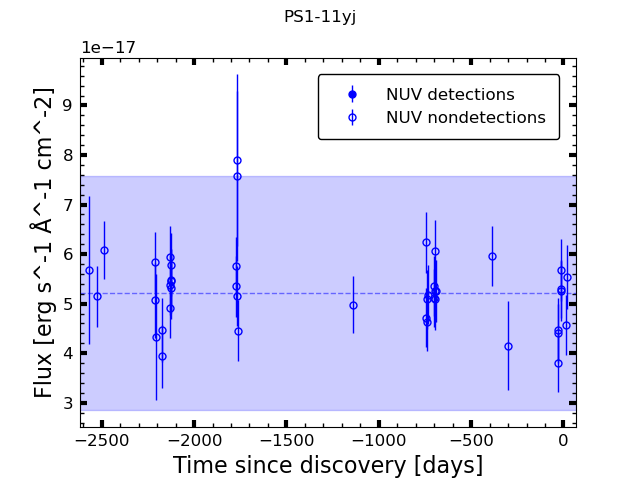 PS1-11yj
1e−17
NUV detections
NUV nondetections
Flux [erg s^-1 Å^-1 cm^-2]
9
8
7
6
5
4
3
−2500 −2000 −1500 −1000 −500 0
Time since discovery [days]